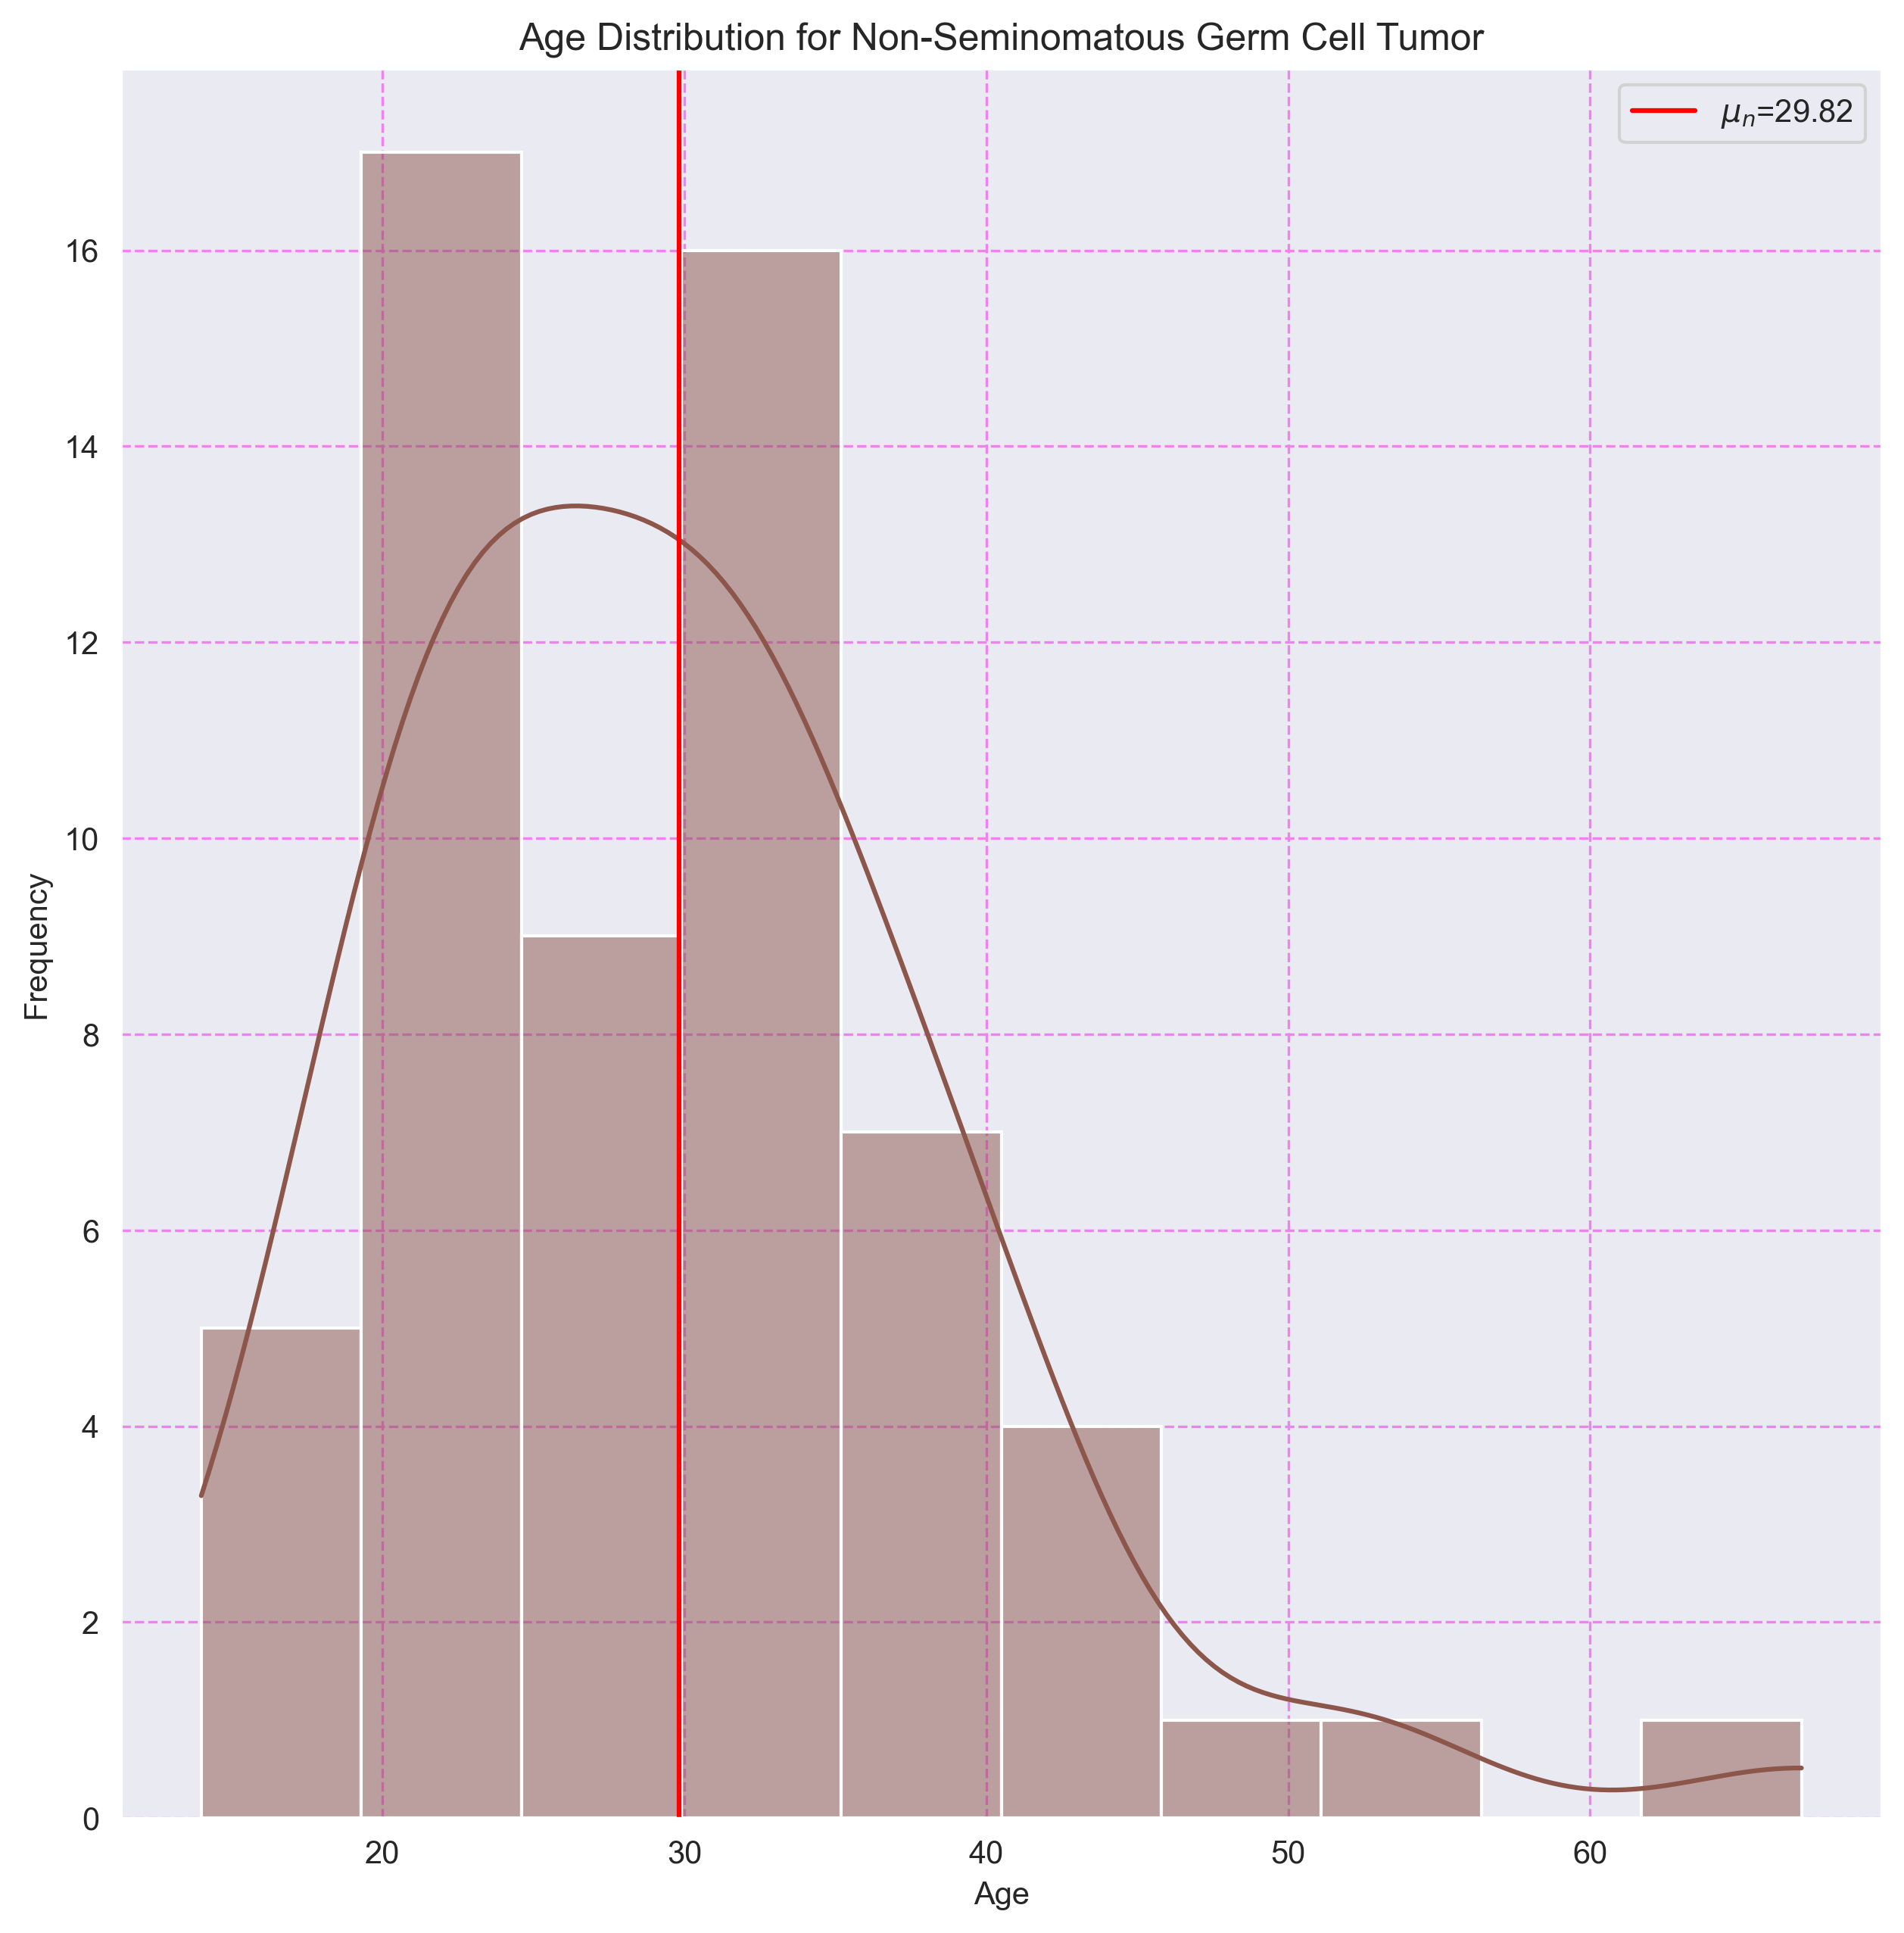 Age Distribution for Non-Seminomatous Germ Cell Tumor
μn=29.82
Frequency
16
14
12
10
8
6
4
2
0
20 30 40 50 60
Age